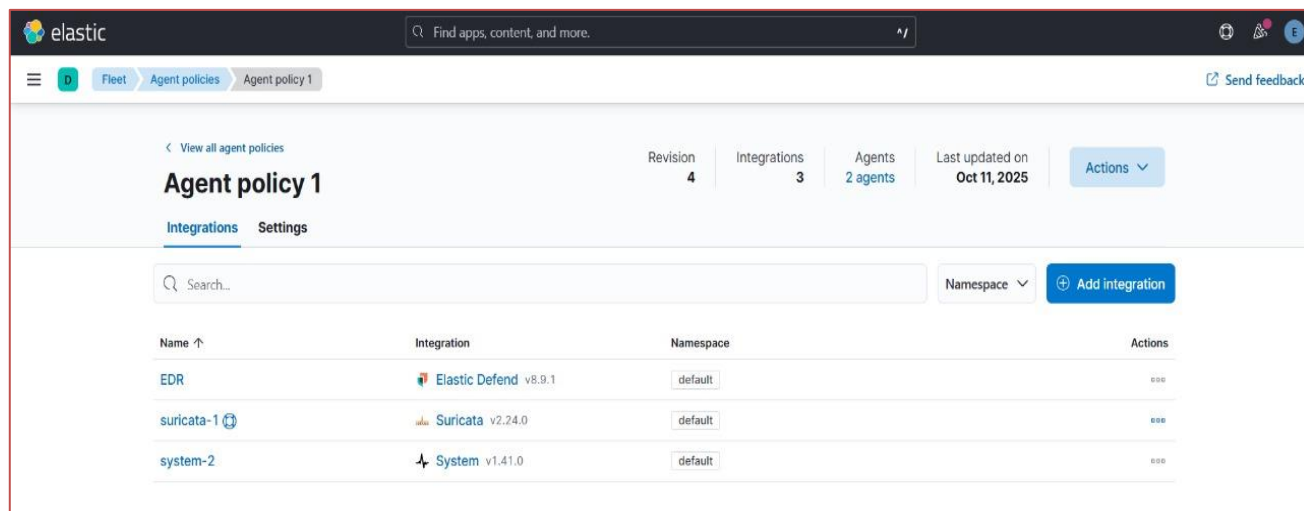 elastic
Find apps, content, and more.
^/
E
D
Fleet
Agent policies
Agent policy 1
Send feedback
< View all agent policies
Agent policy 1
Revision
4
Integrations
3
Agents
2 agents
Last updated on
Oct 11, 2025
Actions
Integrations
Settings
Search...
Namespace
Add integration
Name ↑ Integration Namespace Actions
EDR Elastic Defend v8.9.1 default
suricata-1 Suricata v2.24.0 default
system-2 System v1.41.0 default